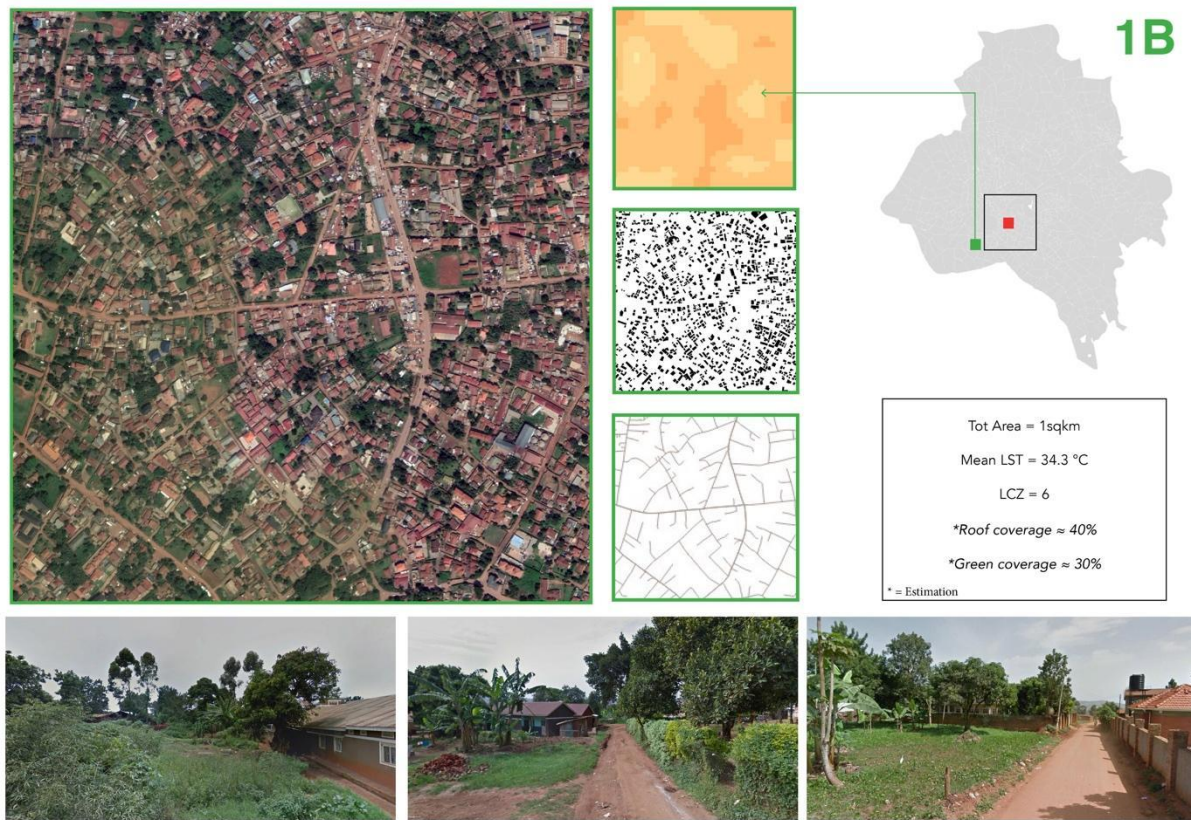 1B
Tot Area = 1sqkm
Mean LST = 34.3 °C
LCZ = 6
*Roof coverage ≈ 40%
*Green coverage ≈ 30%
* = Estimation